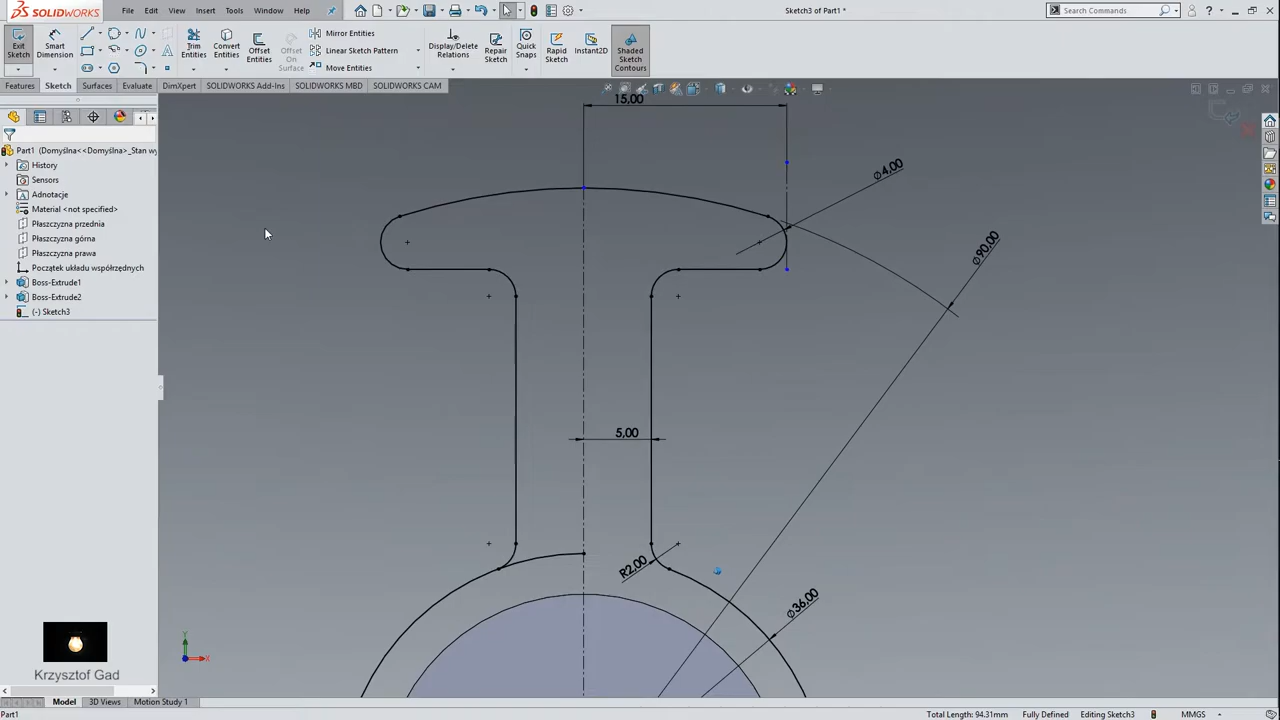 SOLIDWORKS
File Edit View Insert Tools Window Help
Sketch3 of Part1 *
Search Commands
Exit Sketch
Smart Dimension
Trim Entities
Convert Entities
Offset Entities
Offset On Surface
Mirror Entities
Linear Sketch Pattern
Move Entities
Display/Delete Relations
Repair Sketch
Quick Snaps
Rapid Sketch
Instant2D
Shaded Sketch Contours
Features Sketch Surfaces Evaluate DimXpert SOLIDWORKS Add-Ins SOLIDWORKS MBD SOLIDWORKS CAM
Part1 (Domyślna<<Domyślna>_Stan wy
History
Sensors
Adnotacje
Material <not specified>
Płaszczyzna przednia
Płaszczyzna górna
Płaszczyzna prawa
Początek układu współrzędnych
Boss-Extrude1
Boss-Extrude2
(-) Sketch3
15,00
Ø4,00
Ø90,00
5,00
R2,00
Ø36,00
Y
X
Krzysztof Gad
Model 3D Views Motion Study 1
Part1
Total Length: 94.31mm Fully Defined Editing Sketch3 MMGS